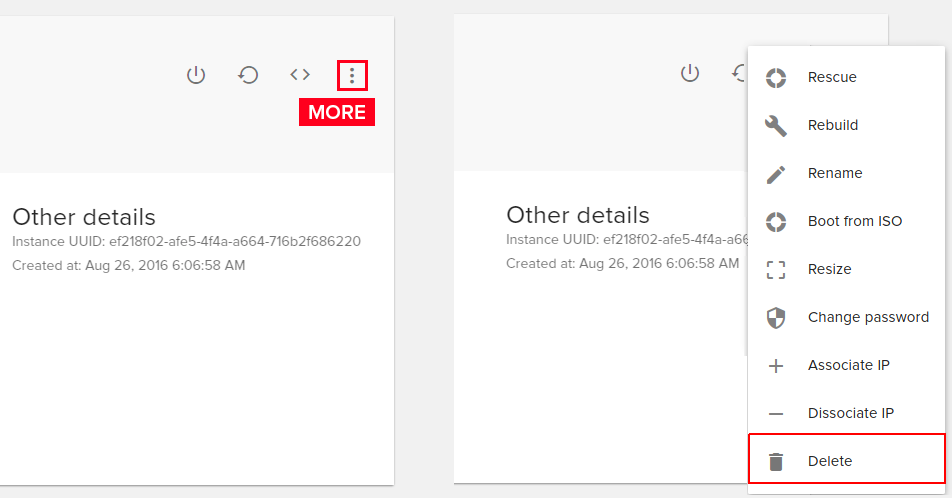 MORE
Other details
Instance UUID: ef218f02-afe5-4f4a-a664-716b2f686220
Created at: Aug 26, 2016 6:06:58 AM
Other details
Instance UUID: ef218f02-afe5-4f4a-a66
Created at: Aug 26, 2016 6:06:58 AM
Rescue
Rebuild
Rename
Boot from ISO
Resize
Change password
Associate IP
Dissociate IP
Delete